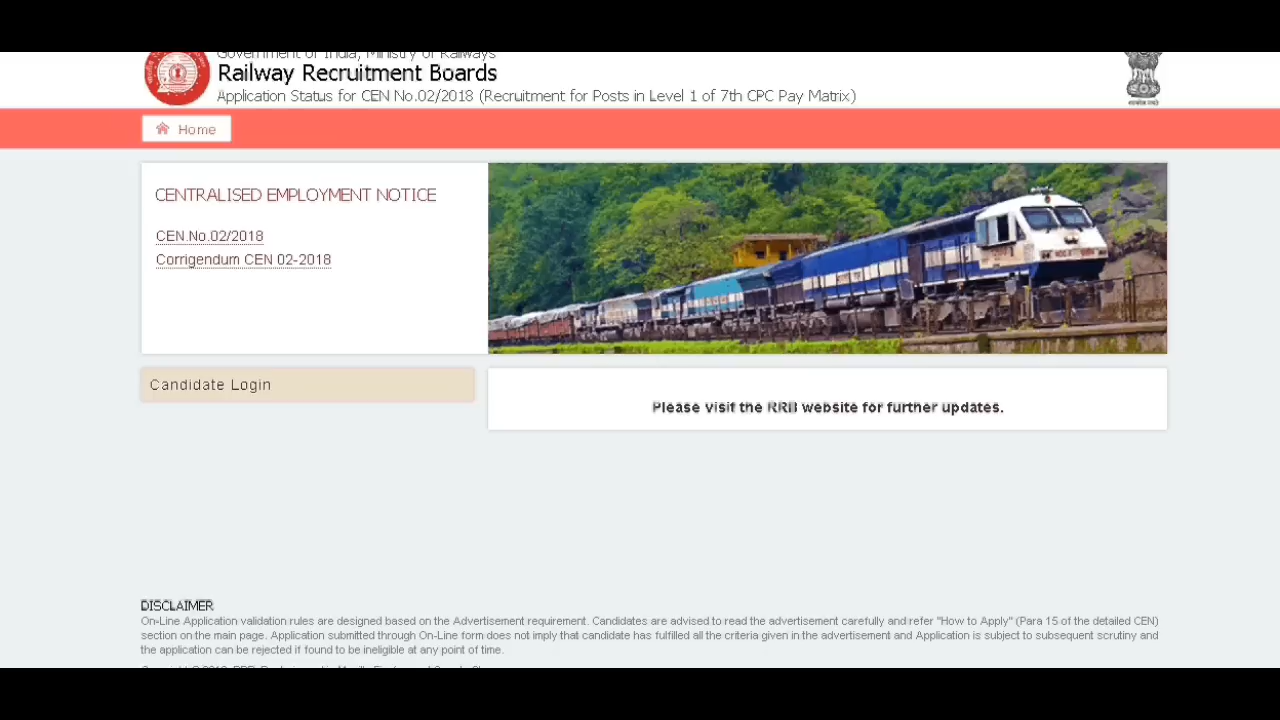 Government of India, Ministry of Railways
Railway Recruitment Boards
Application Status for CEN No.02/2018 (Recruitment for Posts in Level 1 of 7th CPC Pay Matrix)
Home
CENTRALISED EMPLOYMENT NOTICE
CEN No.02/2018
Corrigendum CEN 02-2018
Candidate Login
Please visit the RRB website for further updates.
DISCLAIMER
On-Line Application validation rules are designed based on the Advertisement requirement. Candidates are advised to read the advertisement carefully and refer "How to Apply" (Para 15 of the detailed CEN)
section on the main page. Application submitted through On-Line form does not imply that candidate has fulfilled all the criteria given in the advertisement and Application is subject to subsequent scrutiny and
the application can be rejected if found to be ineligible at any point of time.